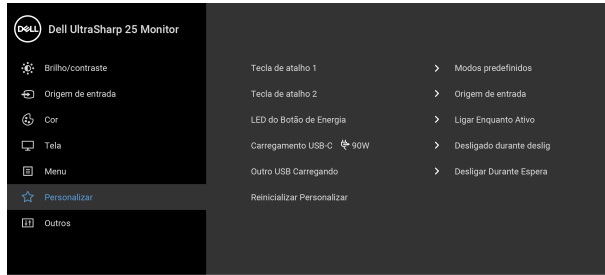 DELL Dell UltraSharp 25 Monitor
Brilho/contraste Tecla de atalho 1 Modos predefinidos
Origem de entrada Tecla de atalho 2 Origem de entrada
Cor LED do Botão de Energia Ligar Enquanto Ativo
Tela Carregamento USB-C 90W Desligado durante deslig
Menu Outro USB Carregando Desligar Durante Espera
Personalizar Reinicializar Personalizar
Outros